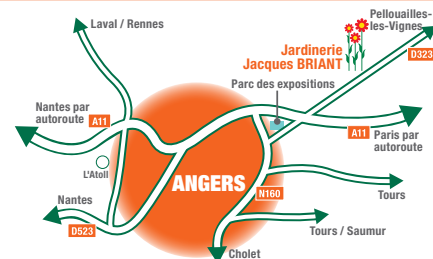 Pellouailles-
les-Vignes
Laval / Rennes
D323
Jardinerie
Jacques BRIANT
Parc des expositions
Nantes par
autoroute
A11
A11
Paris par
autoroute
L'Atoll
ANGERS
N160
Tours
Nantes
D523
Tours / Saumur
Cholet